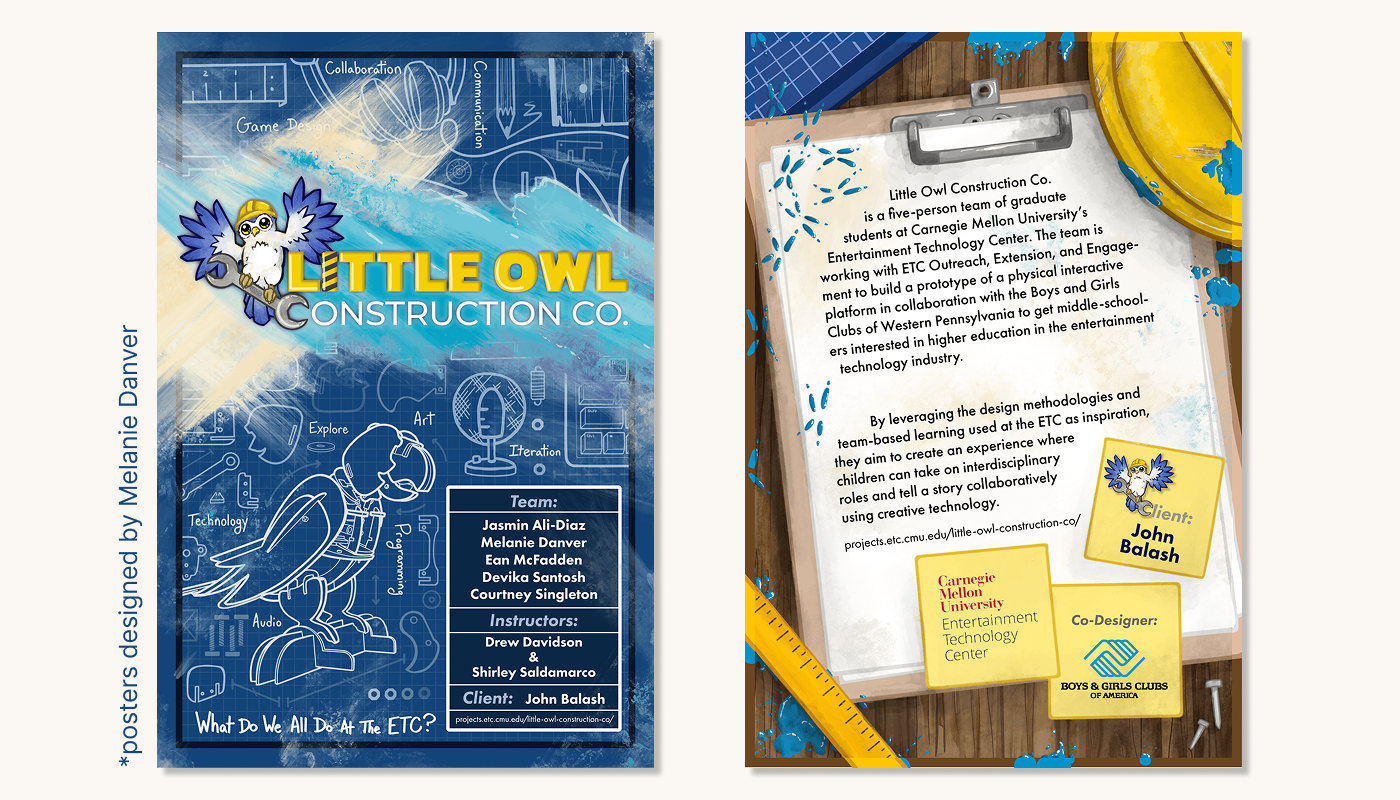 *posters designed by Melanie Danver
Collaboration
Communication
Game Design
LITTLE OWL
CONSTRUCTION CO.
Explore
Art
Iteration
Technology
Programming
Audio
Team:
Jasmin Ali-Diaz
Melanie Danver
Ean McFadden
Devika Santosh
Courtney Singleton
Instructors:
Drew Davidson
&
Shirley Saldamarco
Client: John Balash
projects.etc.cmu.edu/little-owl-construction-co/
What Do We All Do At The ETC?
Little Owl Construction Co.
is a five-person team of graduate
students at Carnegie Mellon University's
Entertainment Technology Center. The team is
working with ETC Outreach, Extension, and Engage-
ment to build a prototype of a physical interactive
platform in collaboration with the Boys and Girls
Clubs of Western Pennsylvania to get middle-school-
ers interested in higher education in the entertainment
technology industry.
By leveraging the design methodologies and
team-based learning used at the ETC as inspiration,
they aim to create an experience where
children can take on interdisciplinary
roles and tell a story collaboratively
using creative technology.
projects.etc.cmu.edu/little-owl-construction-co/
Client:
John
Balash
Carnegie
Mellon
University
Entertainment
Technology
Center
Co-Designer:
BOYS & GIRLS CLUBS
OF AMERICA